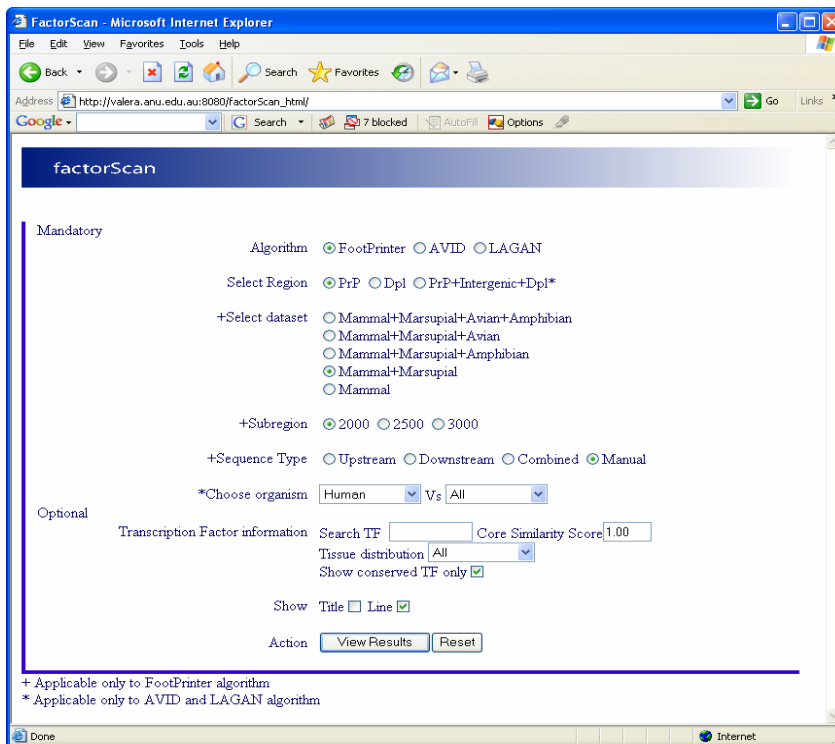 FactorScan - Microsoft Internet Explorer
File Edit View Favorites Tools Help
Back Search Favorites
Address http://valera.anu.edu.au:8080/factorScan_html/ Go Links
Google Search 7 blocked AutoFill Options
factorScan
Mandatory
Algorithm FootPrinter AVID LAGAN
Select Region PrP Dpl PrP+Intergenic+Dpl*
+Select dataset Mammal+Marsupial+Avian+Amphibian
Mammal+Marsupial+Avian
Mammal+Marsupial+Amphibian
Mammal+Marsupial
Mammal
+Subregion 2000 2500 3000
+Sequence Type Upstream Downstream Combined Manual
*Choose organism Human Vs All
Optional
Transcription Factor information Search TF Core Similarity Score 1.00
Tissue distribution All
Show conserved TF only
Show Title Line
Action View Results Reset
+ Applicable only to FootPrinter algorithm
* Applicable only to AVID and LAGAN algorithm
Done Internet